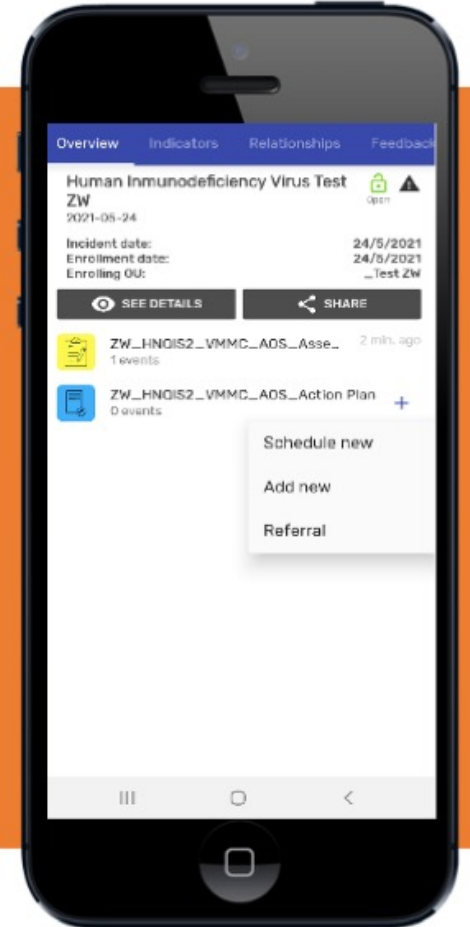 Overview Indicators Relationships Feedback
Human Inmunodeficiency Virus Test
ZW
Open
2021-05-24
Incident date: 24/5/2021
Enrollment date: 24/5/2021
Enrolling OU: _Test ZW
SEE DETAILS SHARE
ZW_HNQIS2_VMMC_AOS_Asse_ 2 min. ago
1 events
ZW_HNQIS2_VMMC_AOS_Action Plan +
0 events
Schedule new
Add new
Referral